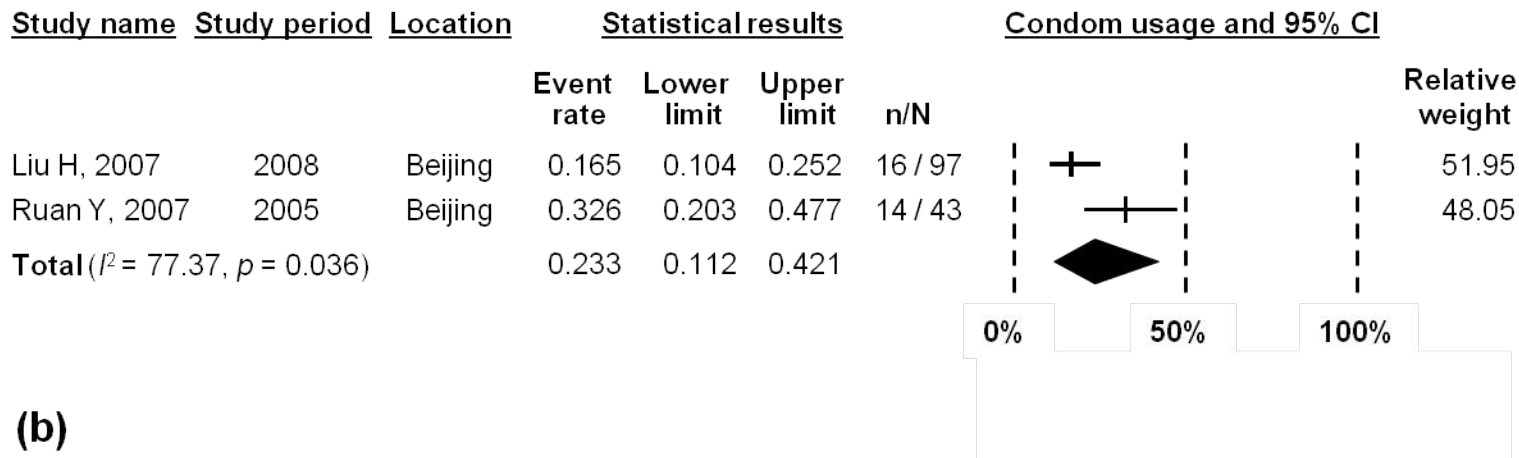 Study name Study period Location Statistical results Condom usage and 95% CI
Event rate Lower limit Upper limit n/N Relative weight
Liu H, 2007 2008 Beijing 0.165 0.104 0.252 16 / 97 51.95
Ruan Y, 2007 2005 Beijing 0.326 0.203 0.477 14 / 43 48.05
Total (I² = 77.37, p = 0.036) 0.233 0.112 0.421
0% 50% 100%
(b)